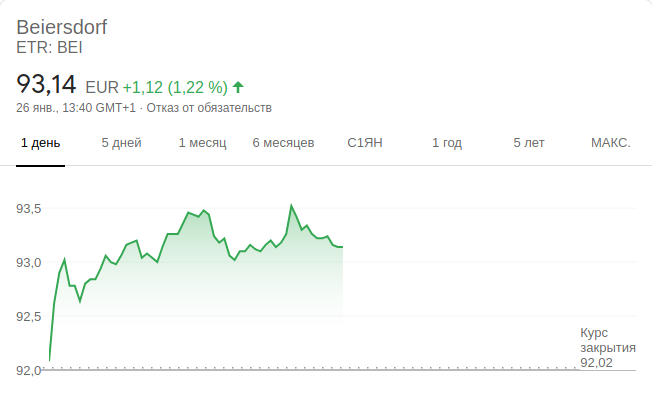 Beiersdorf
ETR: BEI
93,14 EUR +1,12 (1,22 %)
26 янв., 13:40 GMT+1 · Отказ от обязательств
1 день 5 дней 1 месяц 6 месяцев С1ЯН 1 год 5 лет МАКС.
93,5
93,0
92,5
Курс
закрытия
92,02
92,0